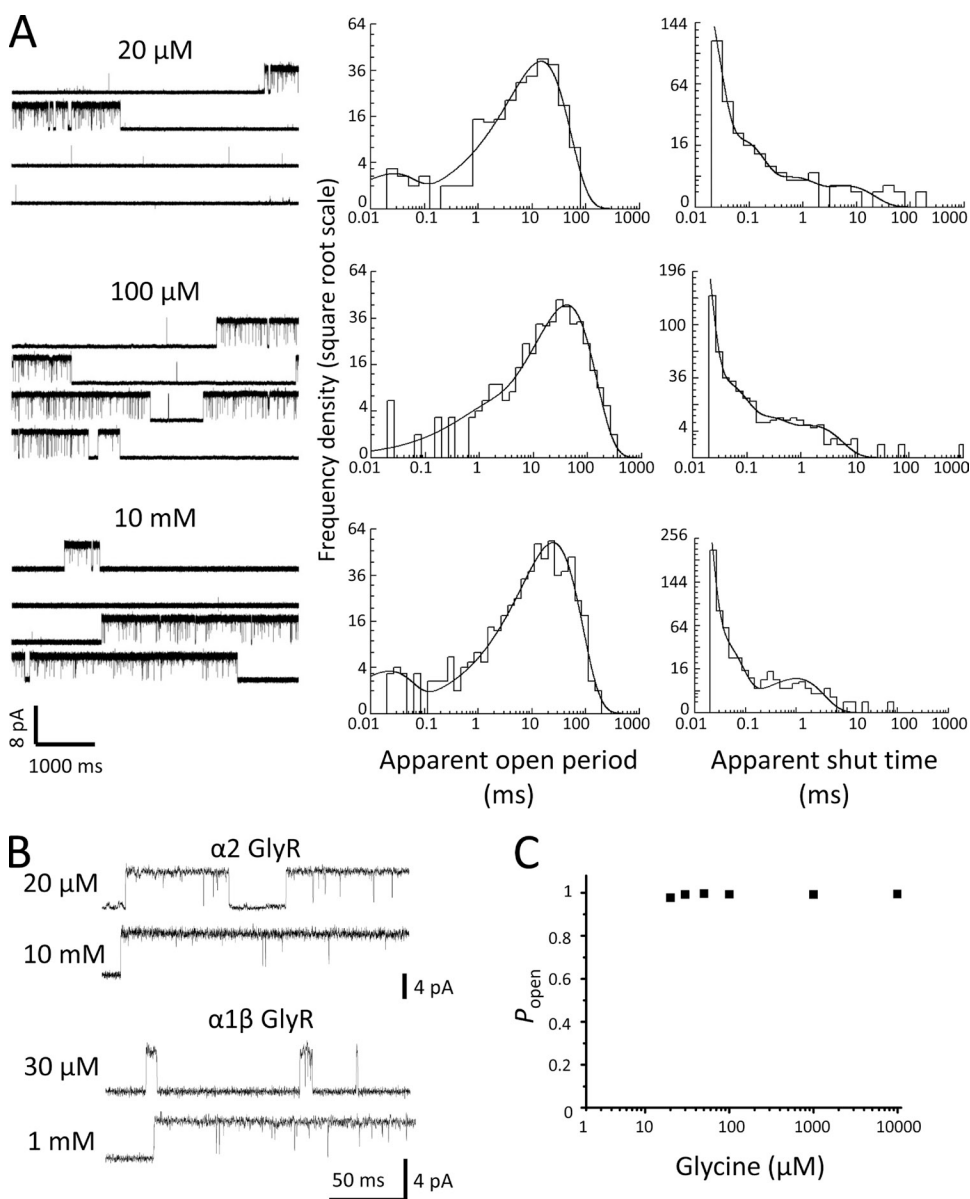 A
20 µM
100 µM
10 mM
8 pA
1000 ms
Frequency density (square root scale)
64
36
16
4
0
0.01 0.1 1 10 100 1000
144
64
16
0
0.01 0.1 1 10 100 1000
64
36
16
4
0
0.01 0.1 1 10 100 1000
196
100
36
4
0.01 0.1 1 10 100 1000
64
36
16
4
0
0.01 0.1 1 10 100 1000
256
144
64
16
0
0.01 0.1 1 10 100 1000
Apparent open period
(ms)
Apparent shut time
(ms)
B
α2 GlyR
20 µM
10 mM
4 pA
α1β GlyR
30 µM
1 mM
50 ms
4 pA
C
Popen
1
0.8
0.6
0.4
0.2
0
1 10 100 1000 10000
Glycine (µM)